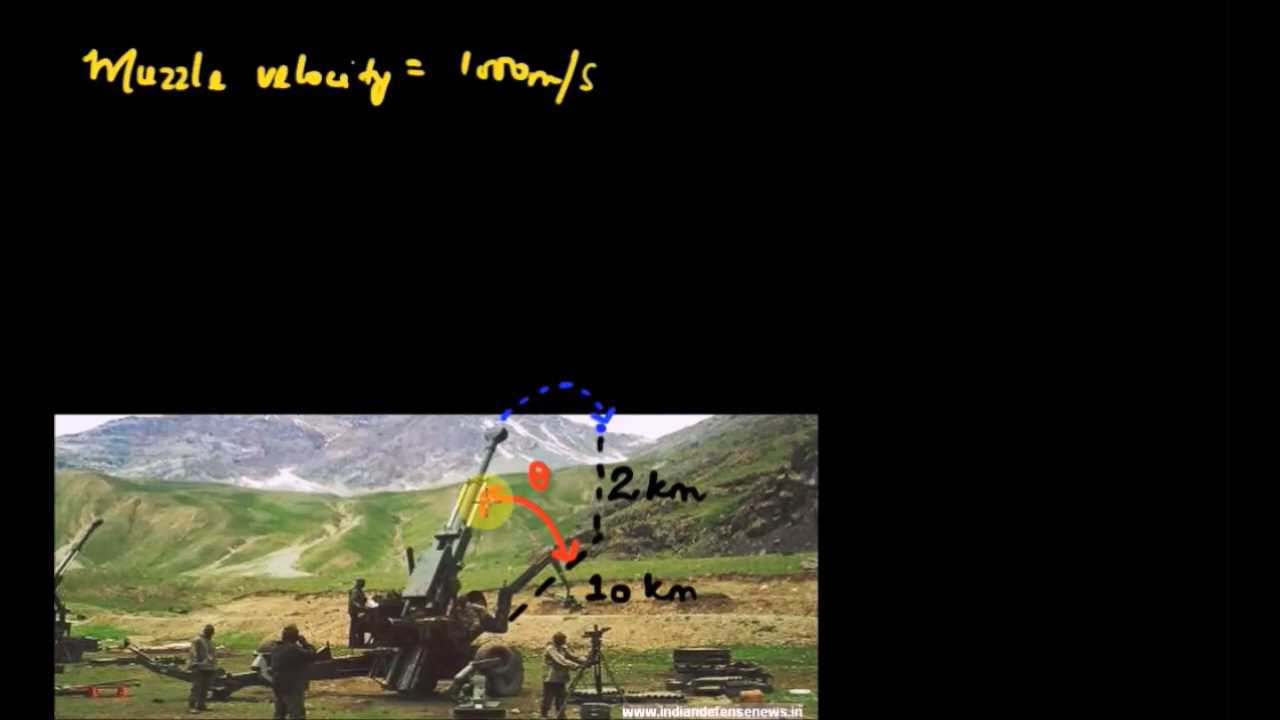 Muzzle velocity = 1000m/s
θ
2 km
10 km
www.indiandefensenews.in